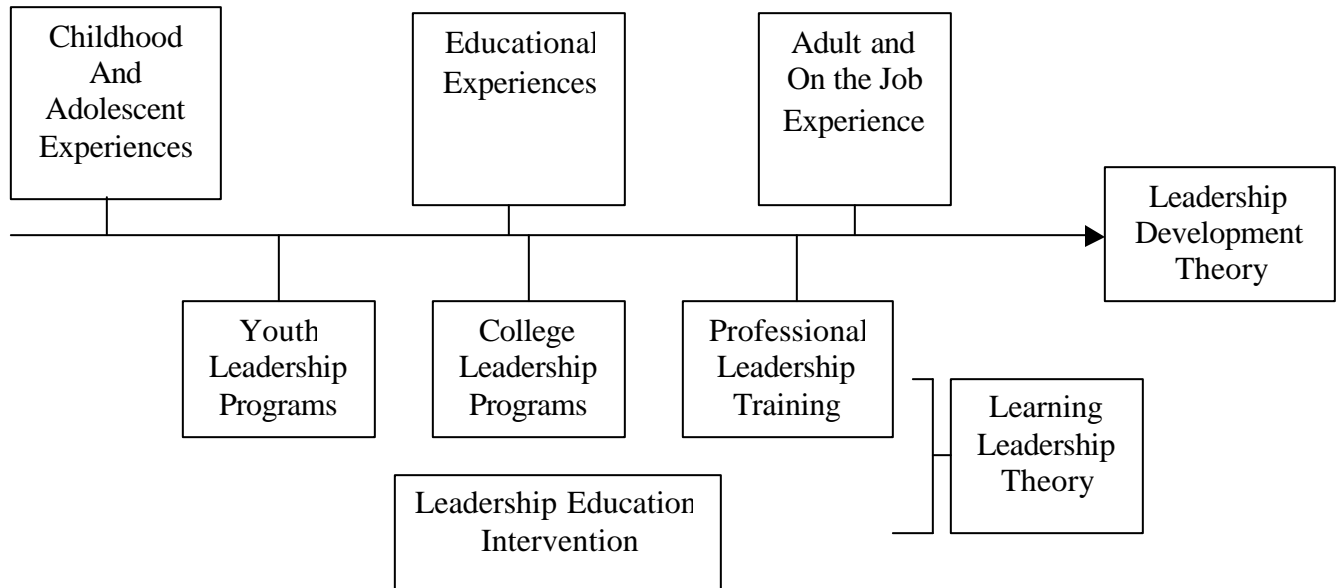 Childhood
And
Adolescent
Experiences
Educational
Experiences
Adult and
On the Job
Experience
Leadership
Development
Theory
Youth
Leadership
Programs
College
Leadership
Programs
Professional
Leadership
Training
Learning
Leadership
Theory
Leadership Education
Intervention